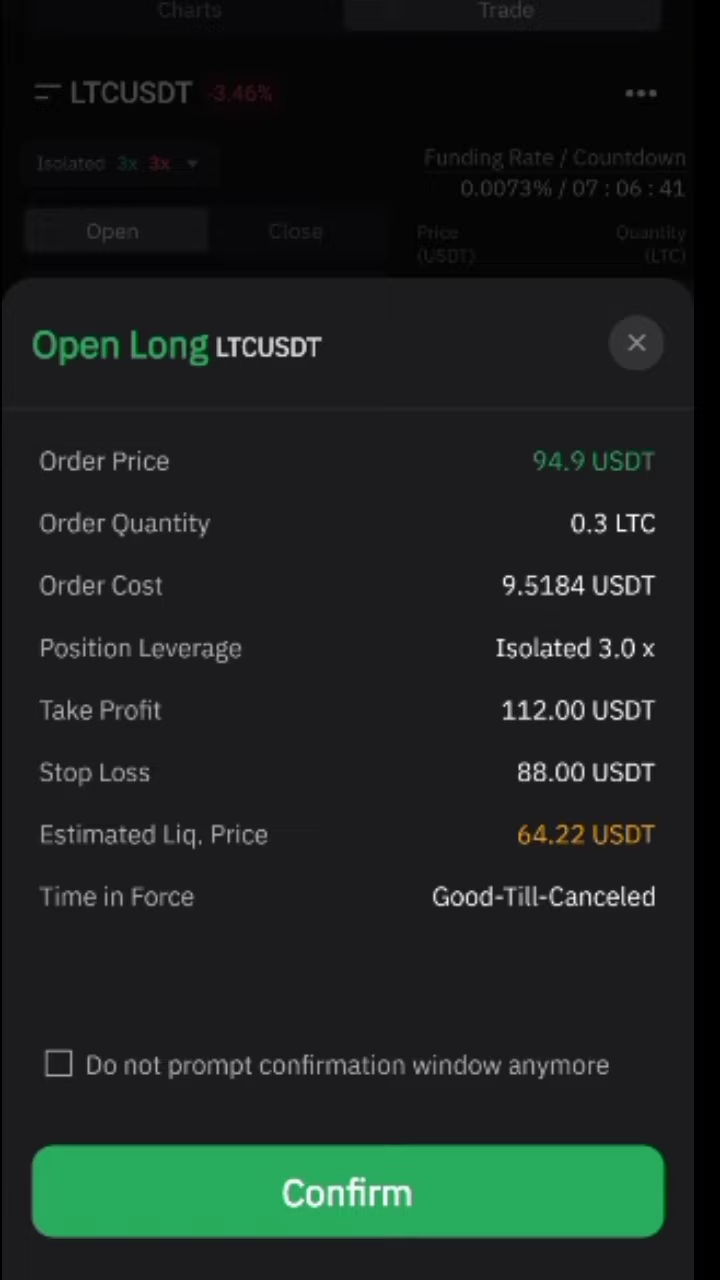 Charts Trade
LTCUSDT -3.46%
Isolated 3x 3x
Funding Rate / Countdown
0.0073% / 07 : 06 : 41
Open Close
Price Quantity
(USDT) (LTC)
Open Long LTCUSDT
Order Price 94.9 USDT
Order Quantity 0.3 LTC
Order Cost 9.5184 USDT
Position Leverage Isolated 3.0 x
Take Profit 112.00 USDT
Stop Loss 88.00 USDT
Estimated Liq. Price 64.22 USDT
Time in Force Good-Till-Canceled
Do not prompt confirmation window anymore
Confirm